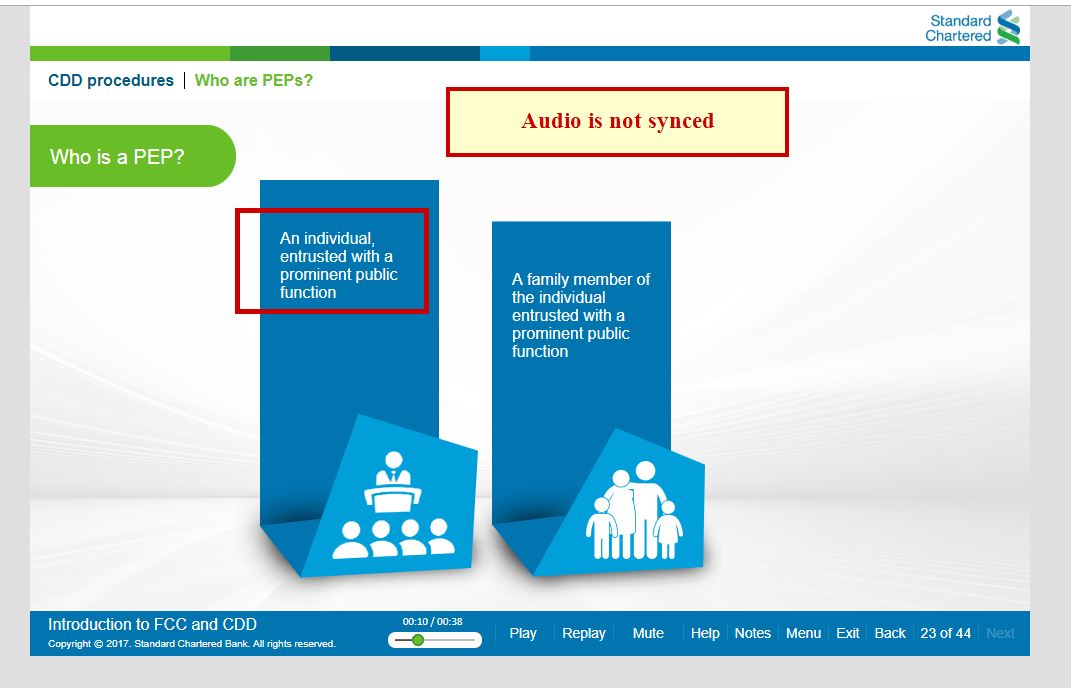 Standard
Chartered
CDD procedures | Who are PEPs?
Audio is not synced
Who is a PEP?
An individual,
entrusted with a
prominent public
function
A family member of
the individual
entrusted with a
prominent public
function
Introduction to FCC and CDD
Copyright © 2017. Standard Chartered Bank. All rights reserved.
00:10 / 00:38
Play Replay Mute Help Notes Menu Exit Back 23 of 44 Next